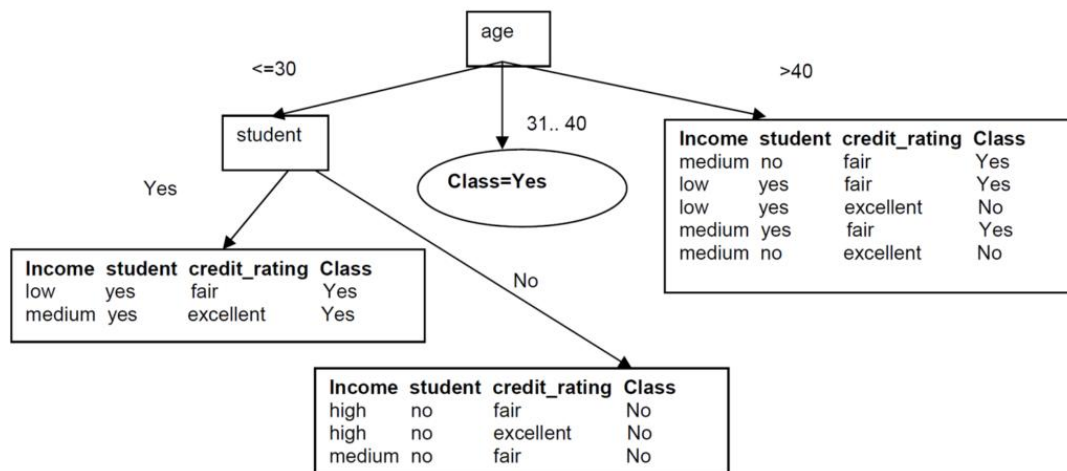 age
<=30
>40
31.. 40
student
Class=Yes
Income student credit_rating Class
medium no fair Yes
low yes fair Yes
low yes excellent No
medium yes fair Yes
medium no excellent No
Yes
No
Income student credit_rating Class
low yes fair Yes
medium yes excellent Yes
Income student credit_rating Class
high no fair No
high no excellent No
medium no fair No